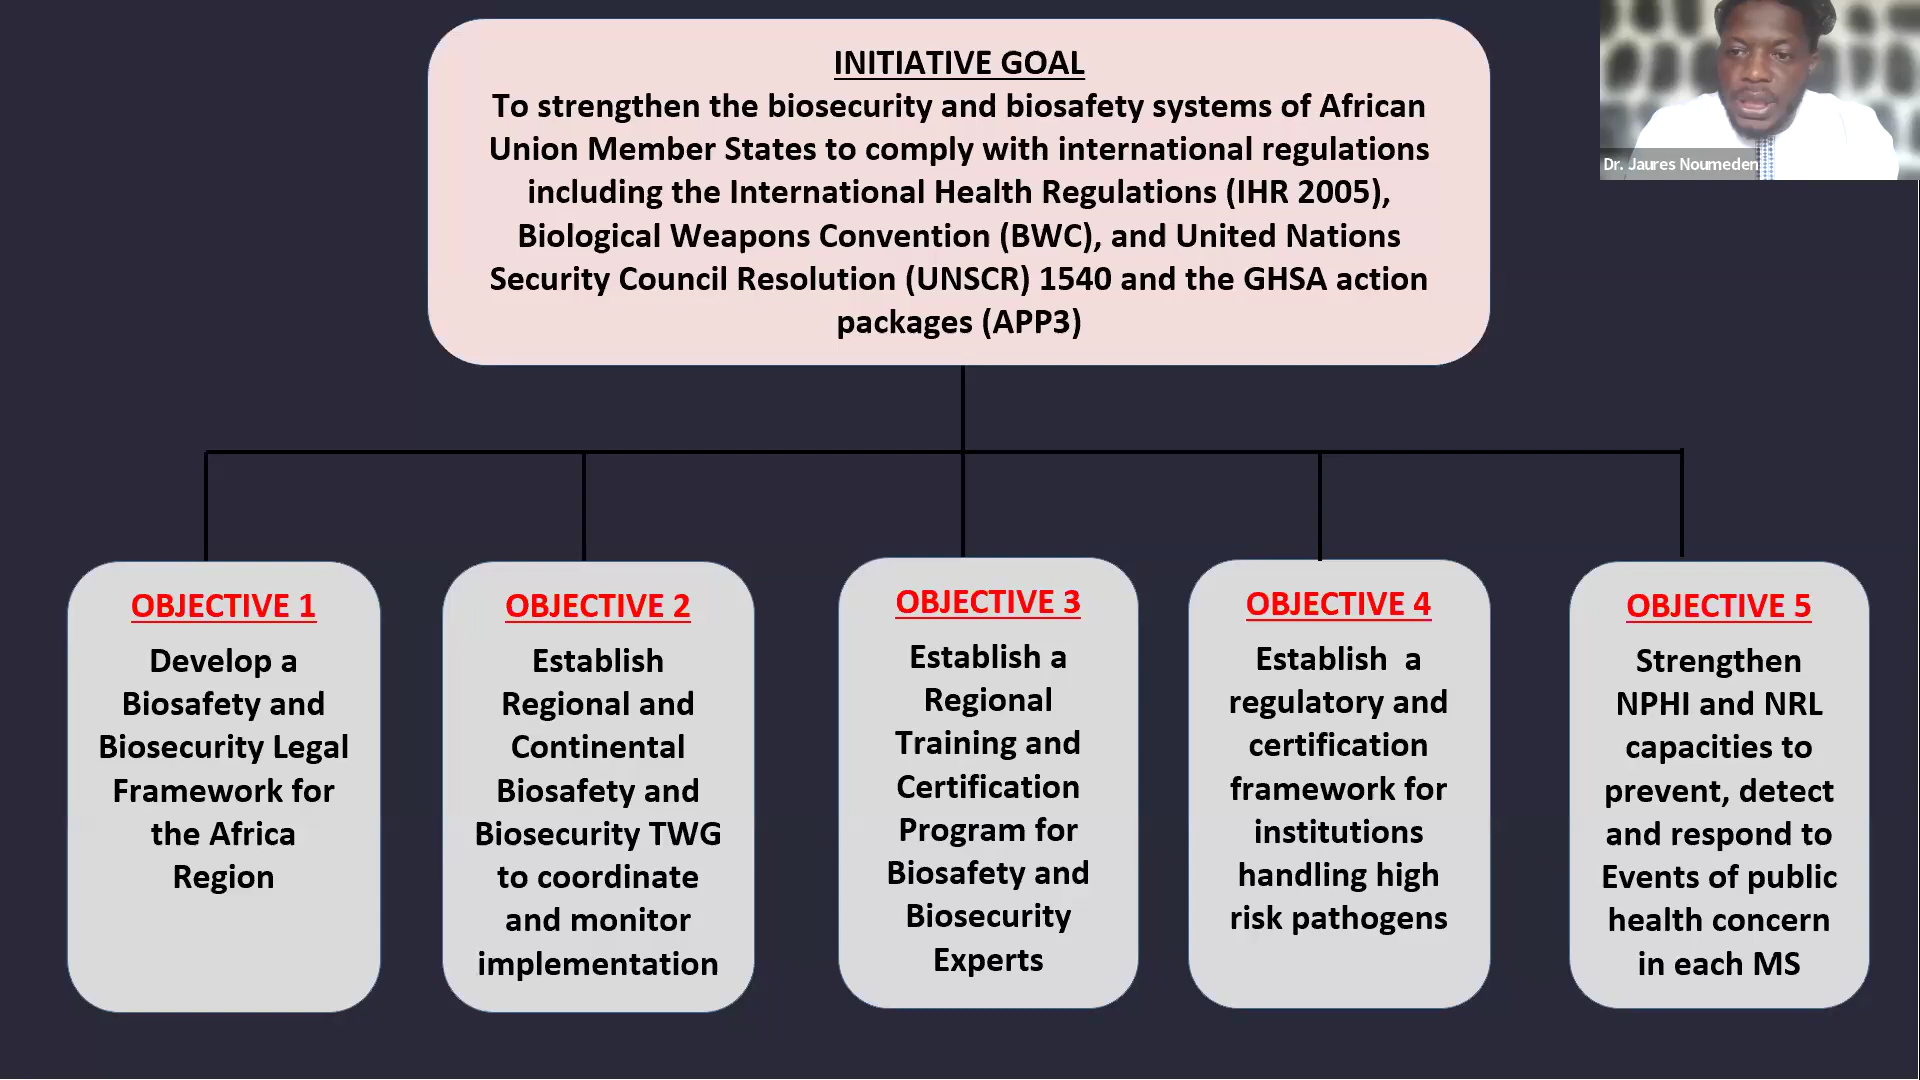 INITIATIVE GOAL
To strengthen the biosecurity and biosafety systems of African
Union Member States to comply with international regulations
including the International Health Regulations (IHR 2005),
Biological Weapons Convention (BWC), and United Nations
Security Council Resolution (UNSCR) 1540 and the GHSA action
packages (APP3)
Dr. Jaures Noumeden
OBJECTIVE 1
Develop a
Biosafety and
Biosecurity Legal
Framework for
the Africa
Region
OBJECTIVE 2
Establish
Regional and
Continental
Biosafety and
Biosecurity TWG
to coordinate
and monitor
implementation
OBJECTIVE 3
Establish a
Regional
Training and
Certification
Program for
Biosafety and
Biosecurity
Experts
OBJECTIVE 4
Establish  a
regulatory and
certification
framework for
institutions
handling high
risk pathogens
OBJECTIVE 5
Strengthen
NPHI and NRL
capacities to
prevent, detect
and respond to
Events of public
health concern
in each MS